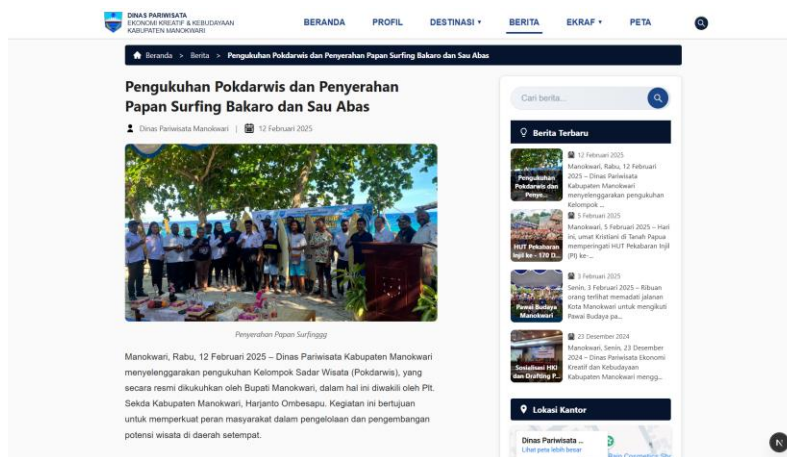 DINAS PARIWISATA
EKONOMI KREATIF & KEBUDAYAAN
KABUPATEN MANOKWARI
BERANDA PROFIL DESTINASI BERITA EKRAF PETA
Beranda > Berita > Pengukuhan Pokdarwis dan Penyerahan Papan Surfing Bakaro dan Sau Abas
Pengukuhan Pokdarwis dan Penyerahan
Papan Surfing Bakaro dan Sau Abas
Dinas Pariwisata Manokwari | 12 Februari 2025
Penyerahan Papan Surfinggg
Manokwari, Rabu, 12 Februari 2025 – Dinas Pariwisata Kabupaten Manokwari
menyelenggarakan pengukuhan Kelompok Sadar Wisata (Pokdarwis), yang
secara resmi dikukuhkan oleh Bupati Manokwari, dalam hal ini diwakili oleh Plt.
Sekda Kabupaten Manokwari, Harjanto Ombesapu. Kegiatan ini bertujuan
untuk memperkuat peran masyarakat dalam pengelolaan dan pengembangan
potensi wisata di daerah setempat.
Cari berita...
Berita Terbaru
Pengukuhan
Pokdarwis dan
Penye...
12 Februari 2025
Manokwari, Rabu, 12 Februari
2025 – Dinas Pariwisata
Kabupaten Manokwari
menyelenggarakan pengukuhan
Kelompok ...
HUT Pekabaran
Injil ke - 170 D...
5 Februari 2025
Manokwari, 5 Februari 2025 – Hari
ini, umat Kristiani di Tanah Papua
memperingati HUT Pekabaran Injil
(PI) ke-...
Pawai Budaya
Manokwari
3 Februari 2025
Senin, 3 Februari 2025 – Ribuan
orang terlihat memadati jalanan
Kota Manokwari untuk mengikuti
Pawai Budaya pa...
Sosialisasi HKI
dan Drafting P...
23 Desember 2024
Manokwari, Senin, 23 Desember
2024 – Dinas Pariwisata Ekonomi
Kreatif dan Kebudayaan
Kabupaten Manokwari mengg...
Lokasi Kantor
Dinas Pariwisata ...
Lihat peta lebih besar
N